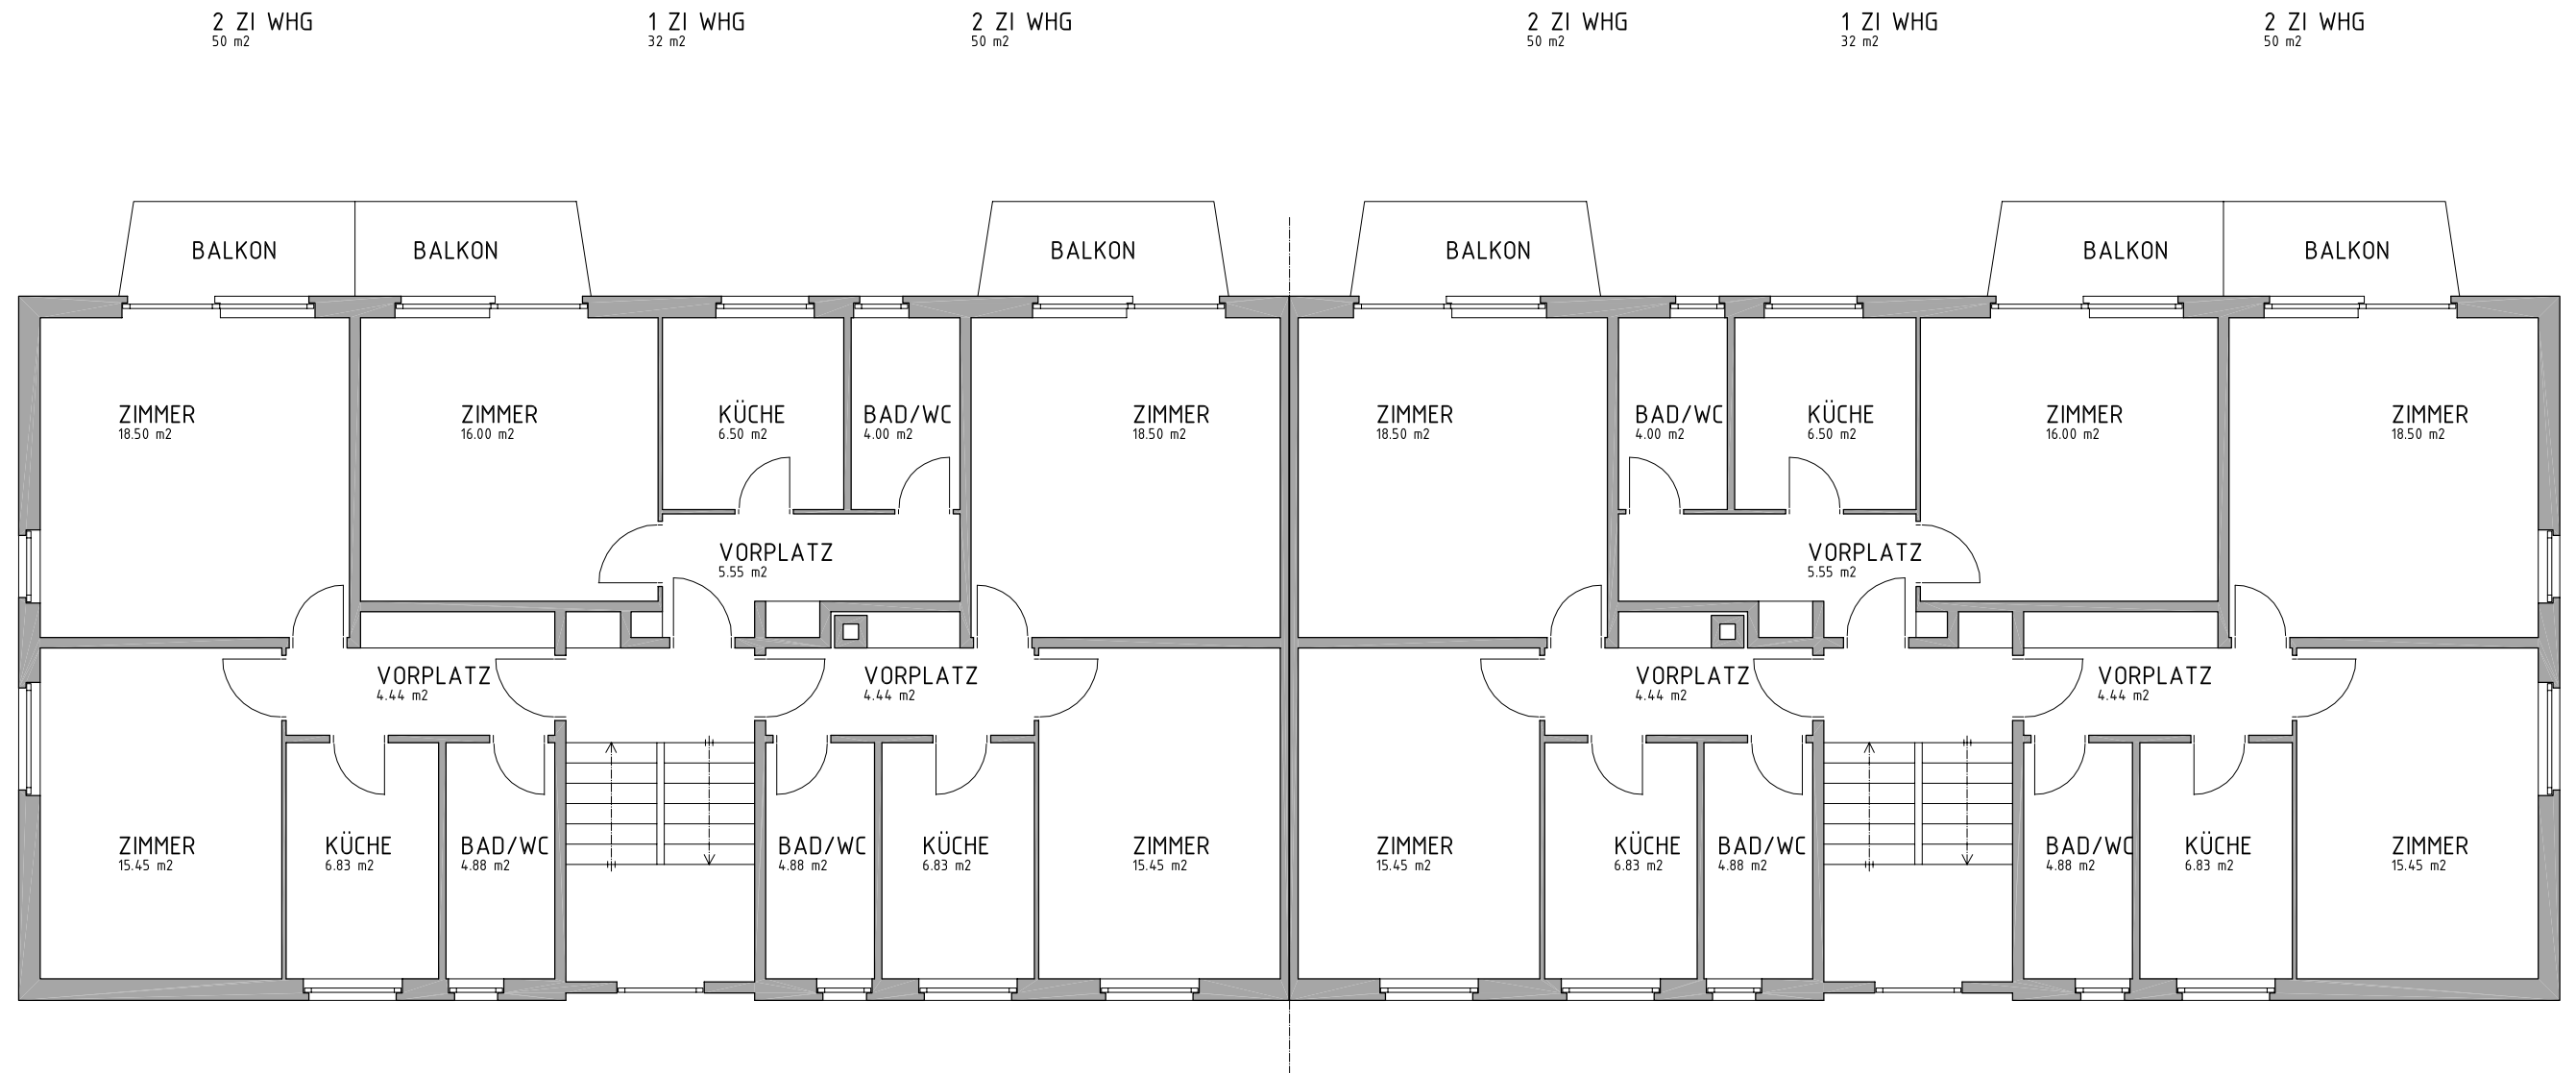 2 ZI WHG
50 m2
1 ZI WHG
32 m2
2 ZI WHG
50 m2
2 ZI WHG
50 m2
1 ZI WHG
32 m2
2 ZI WHG
50 m2
BALKON
BALKON
BALKON
BALKON
BALKON
BALKON
ZIMMER
18.50 m2
ZIMMER
16.00 m2
KÜCHE
6.50 m2
BAD/WC
4.00 m2
ZIMMER
18.50 m2
ZIMMER
18.50 m2
BAD/WC
4.00 m2
KÜCHE
6.50 m2
ZIMMER
16.00 m2
ZIMMER
18.50 m2
VORPLATZ
5.55 m2
VORPLATZ
5.55 m2
VORPLATZ
4.44 m2
VORPLATZ
4.44 m2
VORPLATZ
4.44 m2
VORPLATZ
4.44 m2
ZIMMER
15.45 m2
KÜCHE
6.83 m2
BAD/WC
4.88 m2
BAD/WC
4.88 m2
KÜCHE
6.83 m2
ZIMMER
15.45 m2
ZIMMER
15.45 m2
KÜCHE
6.83 m2
BAD/WC
4.88 m2
BAD/WC
4.88 m2
KÜCHE
6.83 m2
ZIMMER
15.45 m2